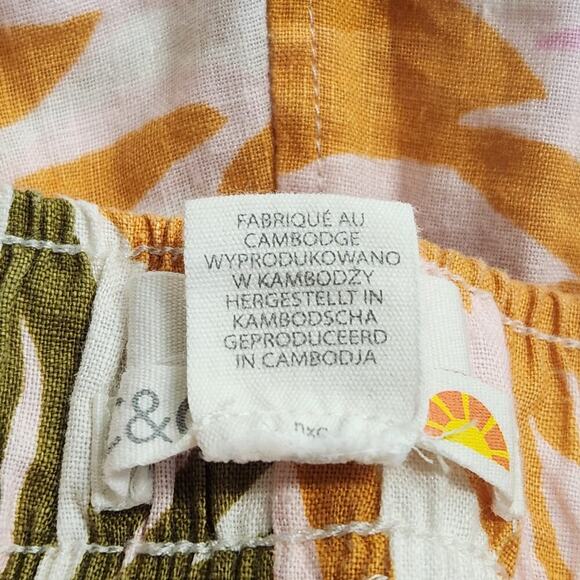 FABRIQUÉ AU
CAMBODGE
WYPRODUKOWANO
W KAMBODŻY
HERGESTELLT IN
KAMBODSCHA
GEPRODUCEERD
IN CAMBODJA